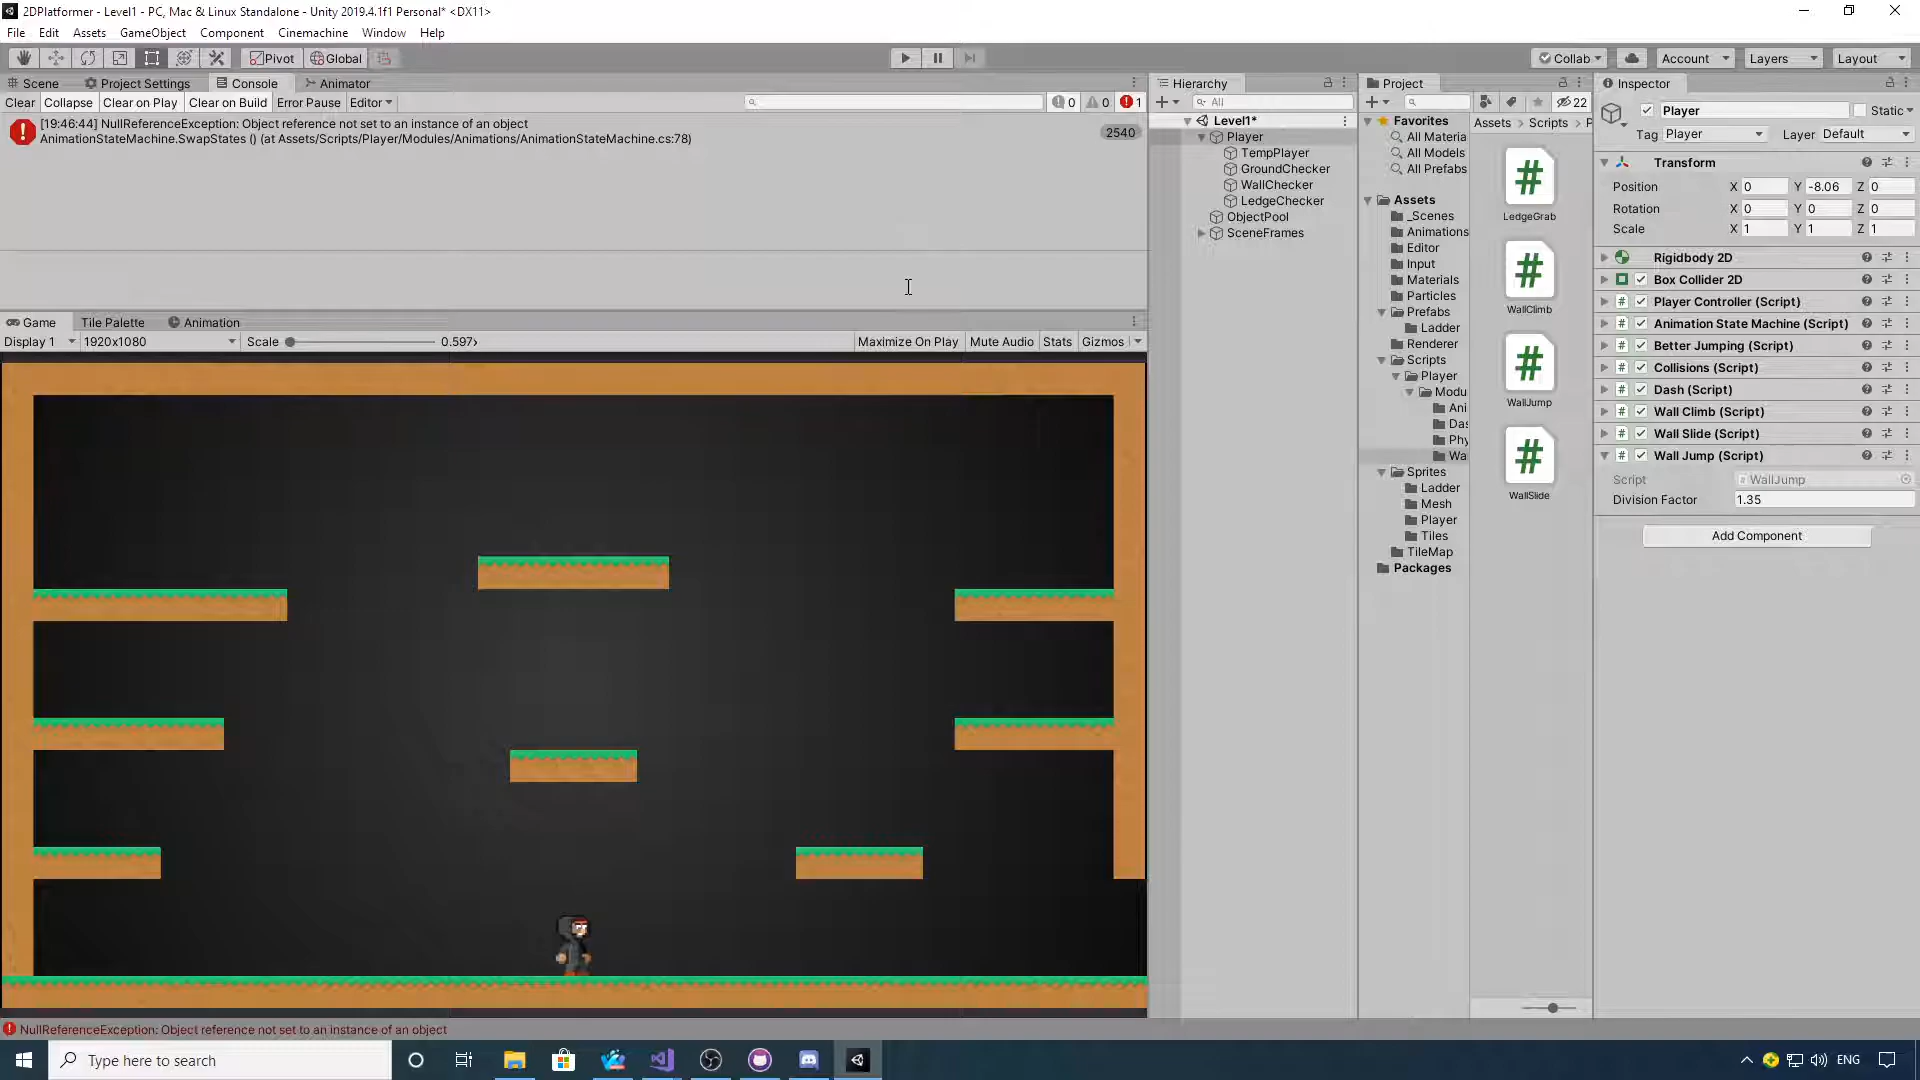 2DPlatformer - Level1 - PC, Mac & Linux Standalone - Unity 2019.4.1f1 Personal* <DX11>
File Edit Assets GameObject Component Cinemachine Window Help
Pivot Global Collab Account Layers Layout
Scene Project Settings Console Animator
Clear Collapse Clear on Play Clear on Build Error Pause Editor 0 0 1
[19:46:44] NullReferenceException: Object reference not set to an instance of an object
AnimationStateMachine.SwapStates () (at Assets/Scripts/Player/Modules/Animations/AnimationStateMachine.cs:78)
2540
Game Tile Palette Animation
Display 1 1920x1080 Scale 0.597x Maximize On Play Mute Audio Stats Gizmos
Hierarchy
All
Level1*
Player
TempPlayer
GroundChecker
WallChecker
LedgeChecker
ObjectPool
SceneFrames
Project
22
Favorites
All Materia
All Models
All Prefabs
Assets
_Scenes
Animations
Editor
Input
Materials
Particles
Prefabs
Ladder
Renderer
Scripts
Player
Modu
Ani
Das
Phy
Wa
Sprites
Ladder
Mesh
Player
Tiles
TileMap
Packages
Assets > Scripts > P
LedgeGrab
WallClimb
WallJump
WallSlide
Inspector
Player Static
Tag Player Layer Default
Transform
Position X 0 Y -8.06 Z 0
Rotation X 0 Y 0 Z 0
Scale X 1 Y 1 Z 1
Rigidbody 2D
Box Collider 2D
Player Controller (Script)
Animation State Machine (Script)
Better Jumping (Script)
Collisions (Script)
Dash (Script)
Wall Climb (Script)
Wall Slide (Script)
Wall Jump (Script)
Script WallJump
Division Factor 1.35
Add Component
NullReferenceException: Object reference not set to an instance of an object
Type here to search
ENG